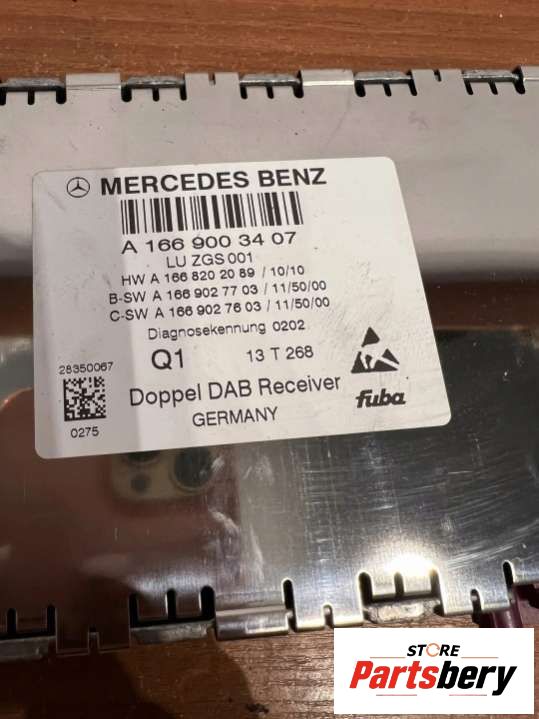 MERCEDES BENZ
A 166 900 34 07
LU ZGS 001
HW A 166 820 20 89 / 10/10
B-SW A 166 902 77 03 / 11/50/00
C-SW A 166 902 76 03 / 11/50/00
Diagnosekennung 0202
Q1 13 T 268
28350067
0275
Doppel DAB Receiver
GERMANY
fuba
STORE
Partsbery